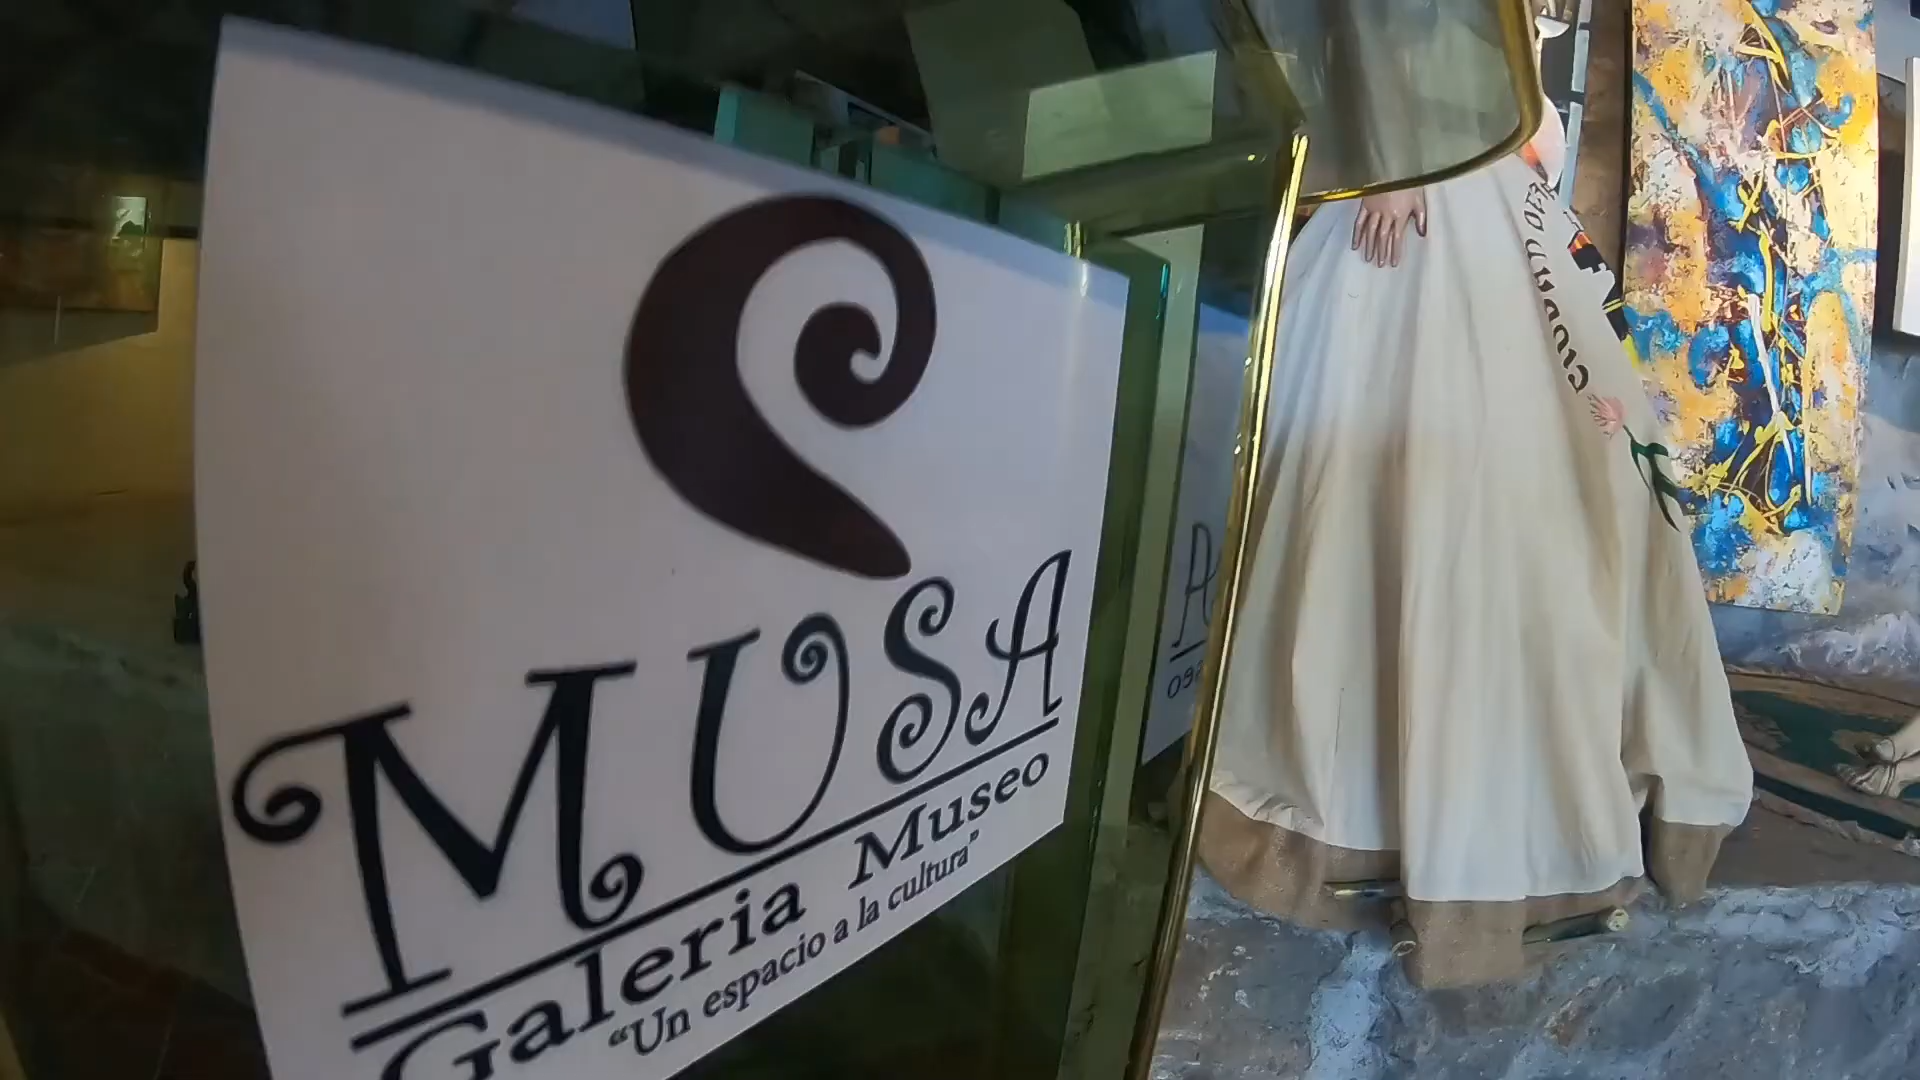 MUSA
Galeria Museo
“Un espacio a la cultura”